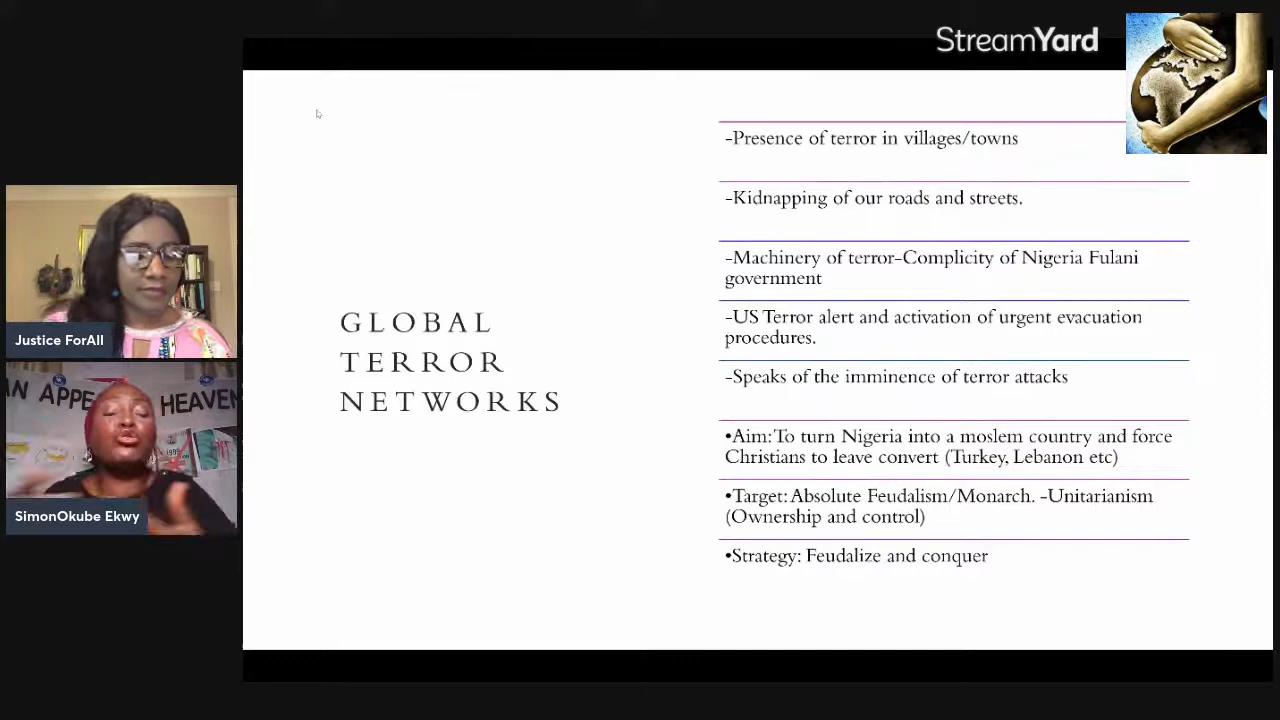 StreamYard
-Presence of terror in villages/towns
-Kidnapping of our roads and streets.
-Machinery of terror-Complicity of Nigeria Fulani
government
-US Terror alert and activation of urgent evacuation
procedures.
-Speaks of the imminence of terror attacks
•Aim: To turn Nigeria into a moslem country and force
Christians to leave convert (Turkey, Lebanon etc)
•Target: Absolute Feudalism/Monarch. -Unitarianism
(Ownership and control)
•Strategy: Feudalize and conquer
GLOBAL
TERROR
NETWORKS
Justice ForAll
AN APPE HEAVEN
SimonOkube Ekwy